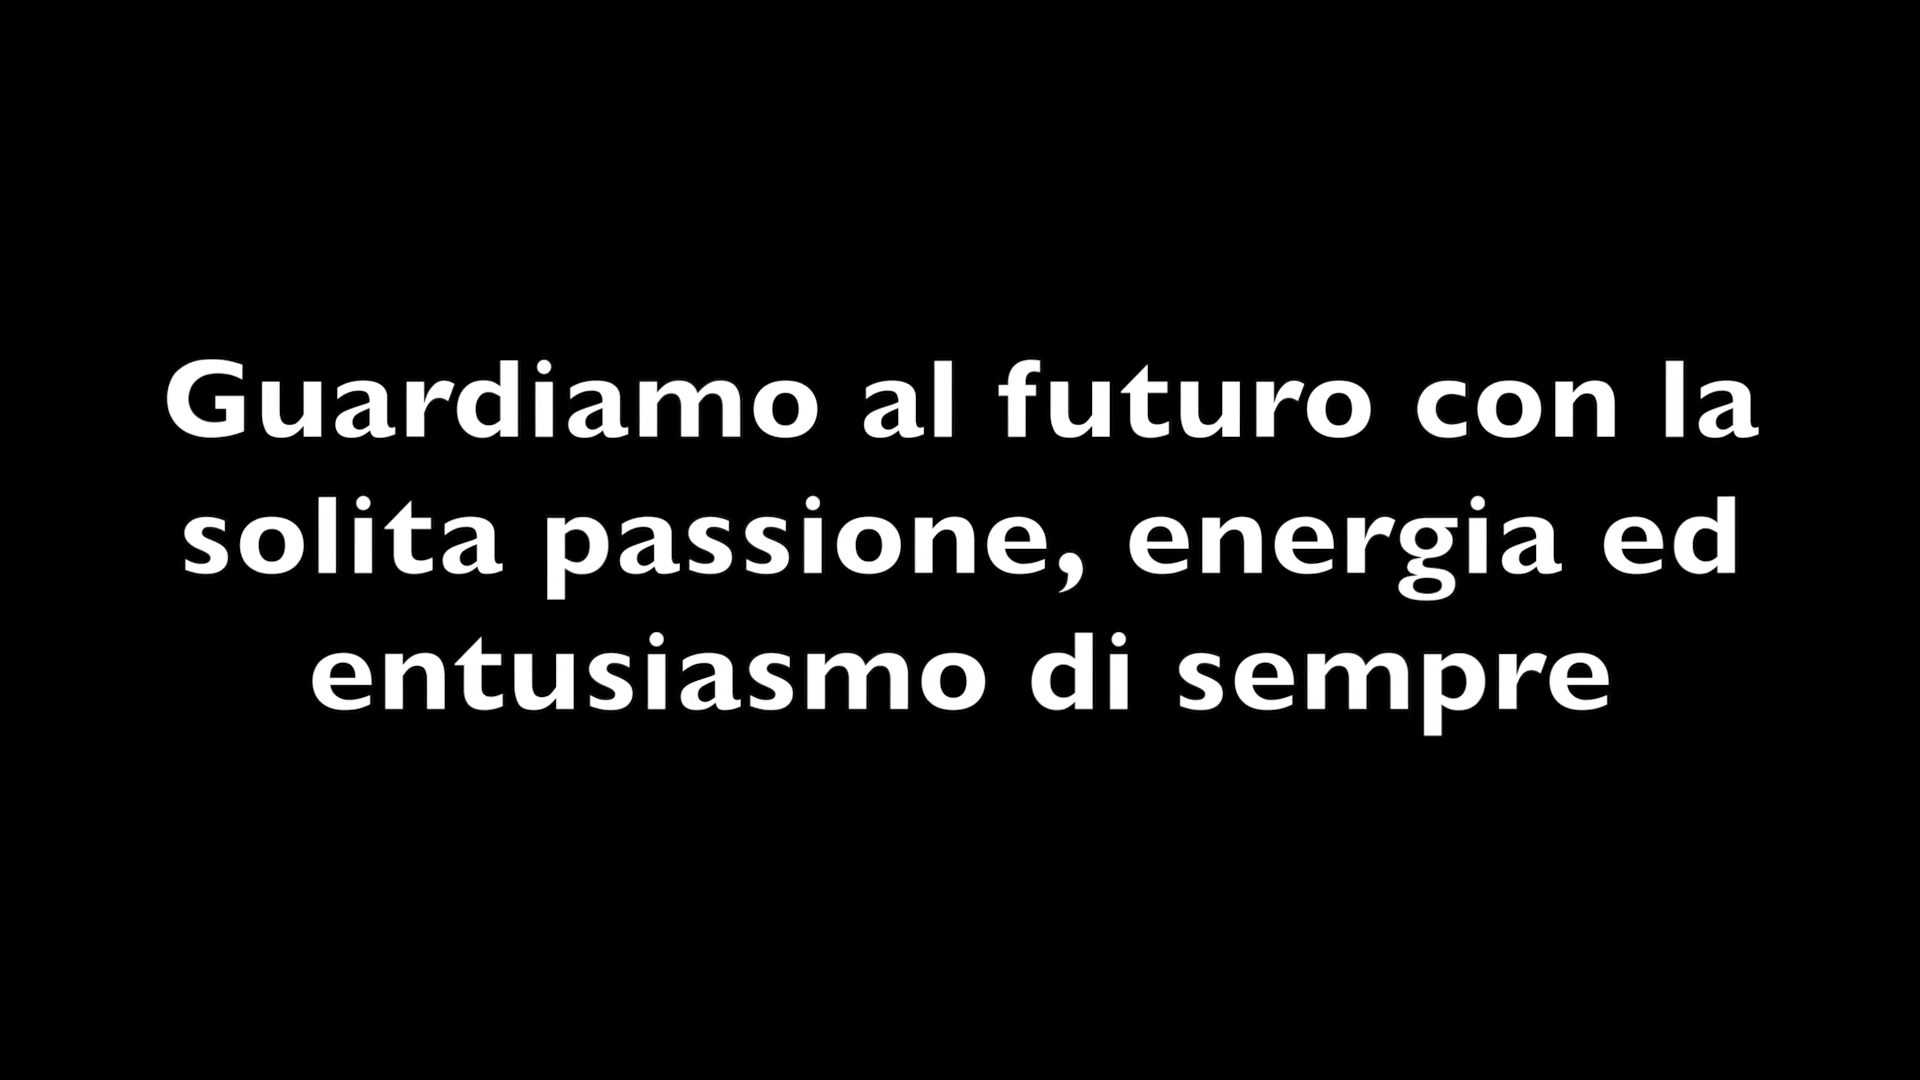 Guardiamo al futuro con la
solita passione, energia ed
entusiasmo di sempre